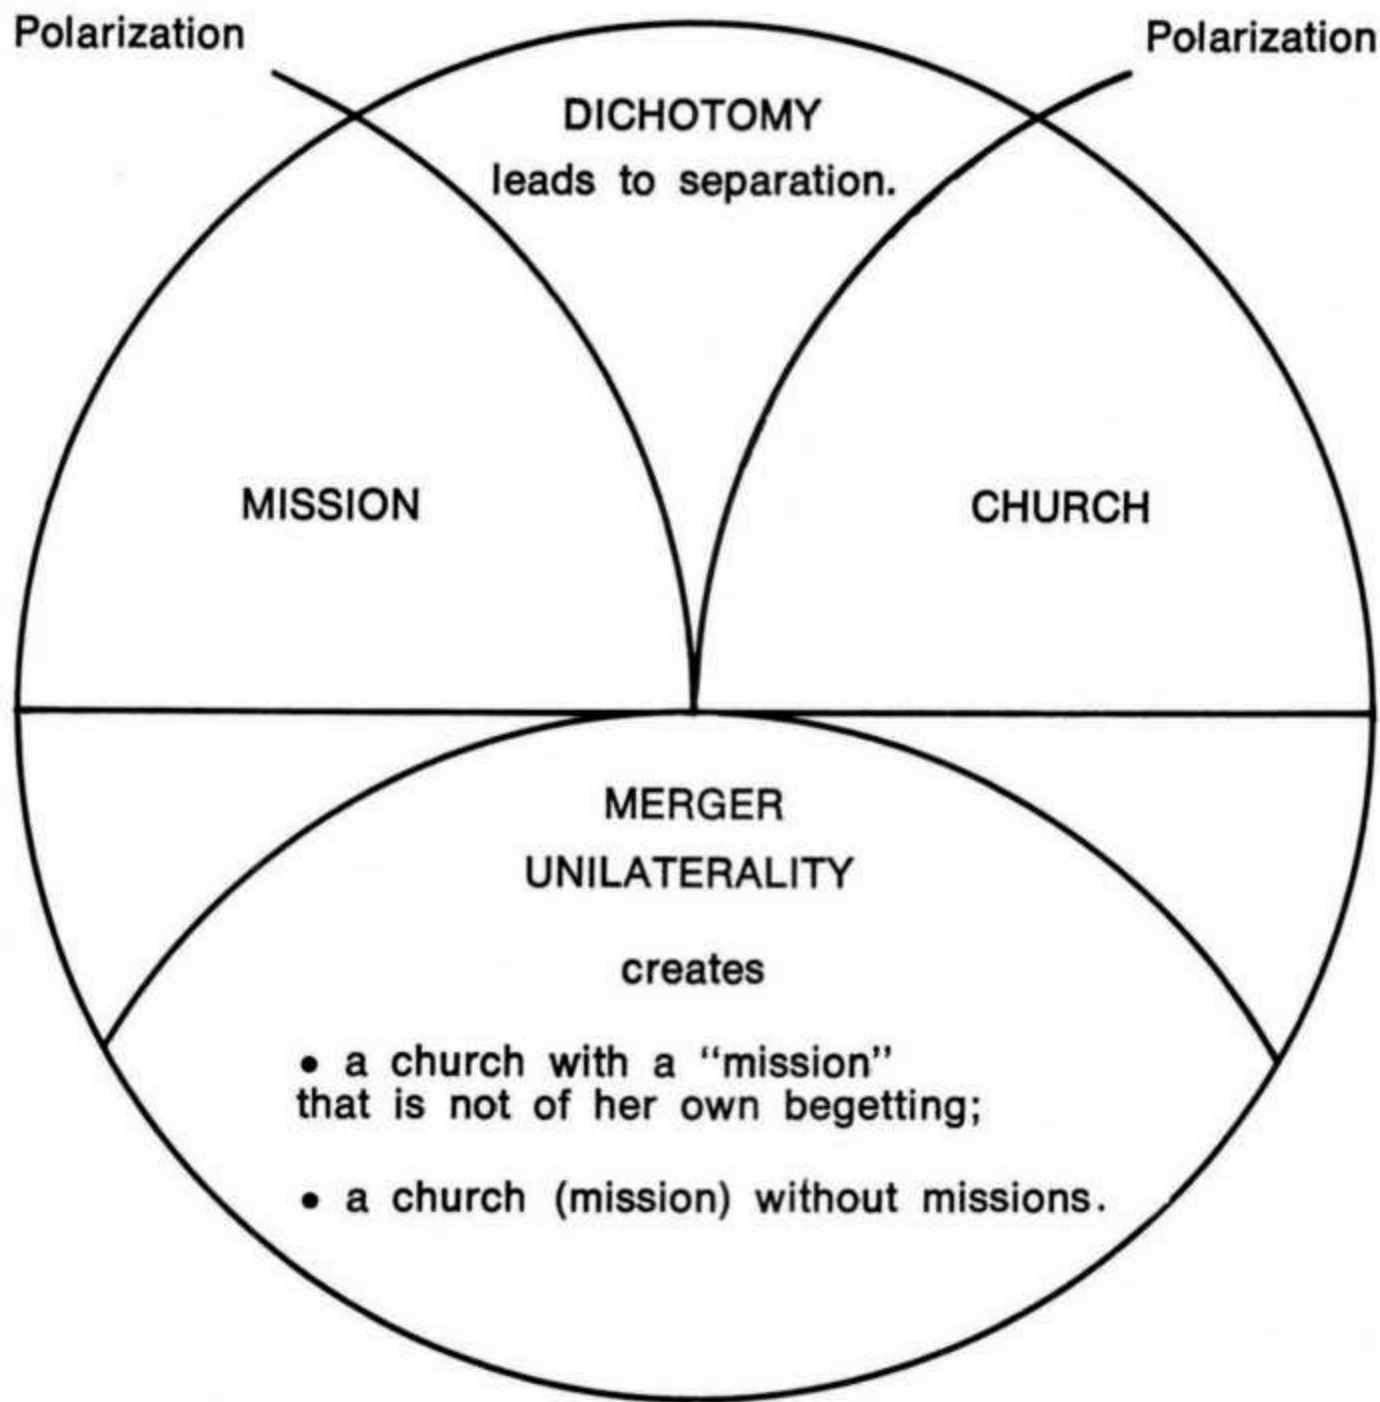 Polarization
Polarization
DICHOTOMY
leads to separation.
MISSION
CHURCH
MERGER
UNILATERALITY
creates
• a church with a “mission”
that is not of her own begetting;
• a church (mission) without missions.